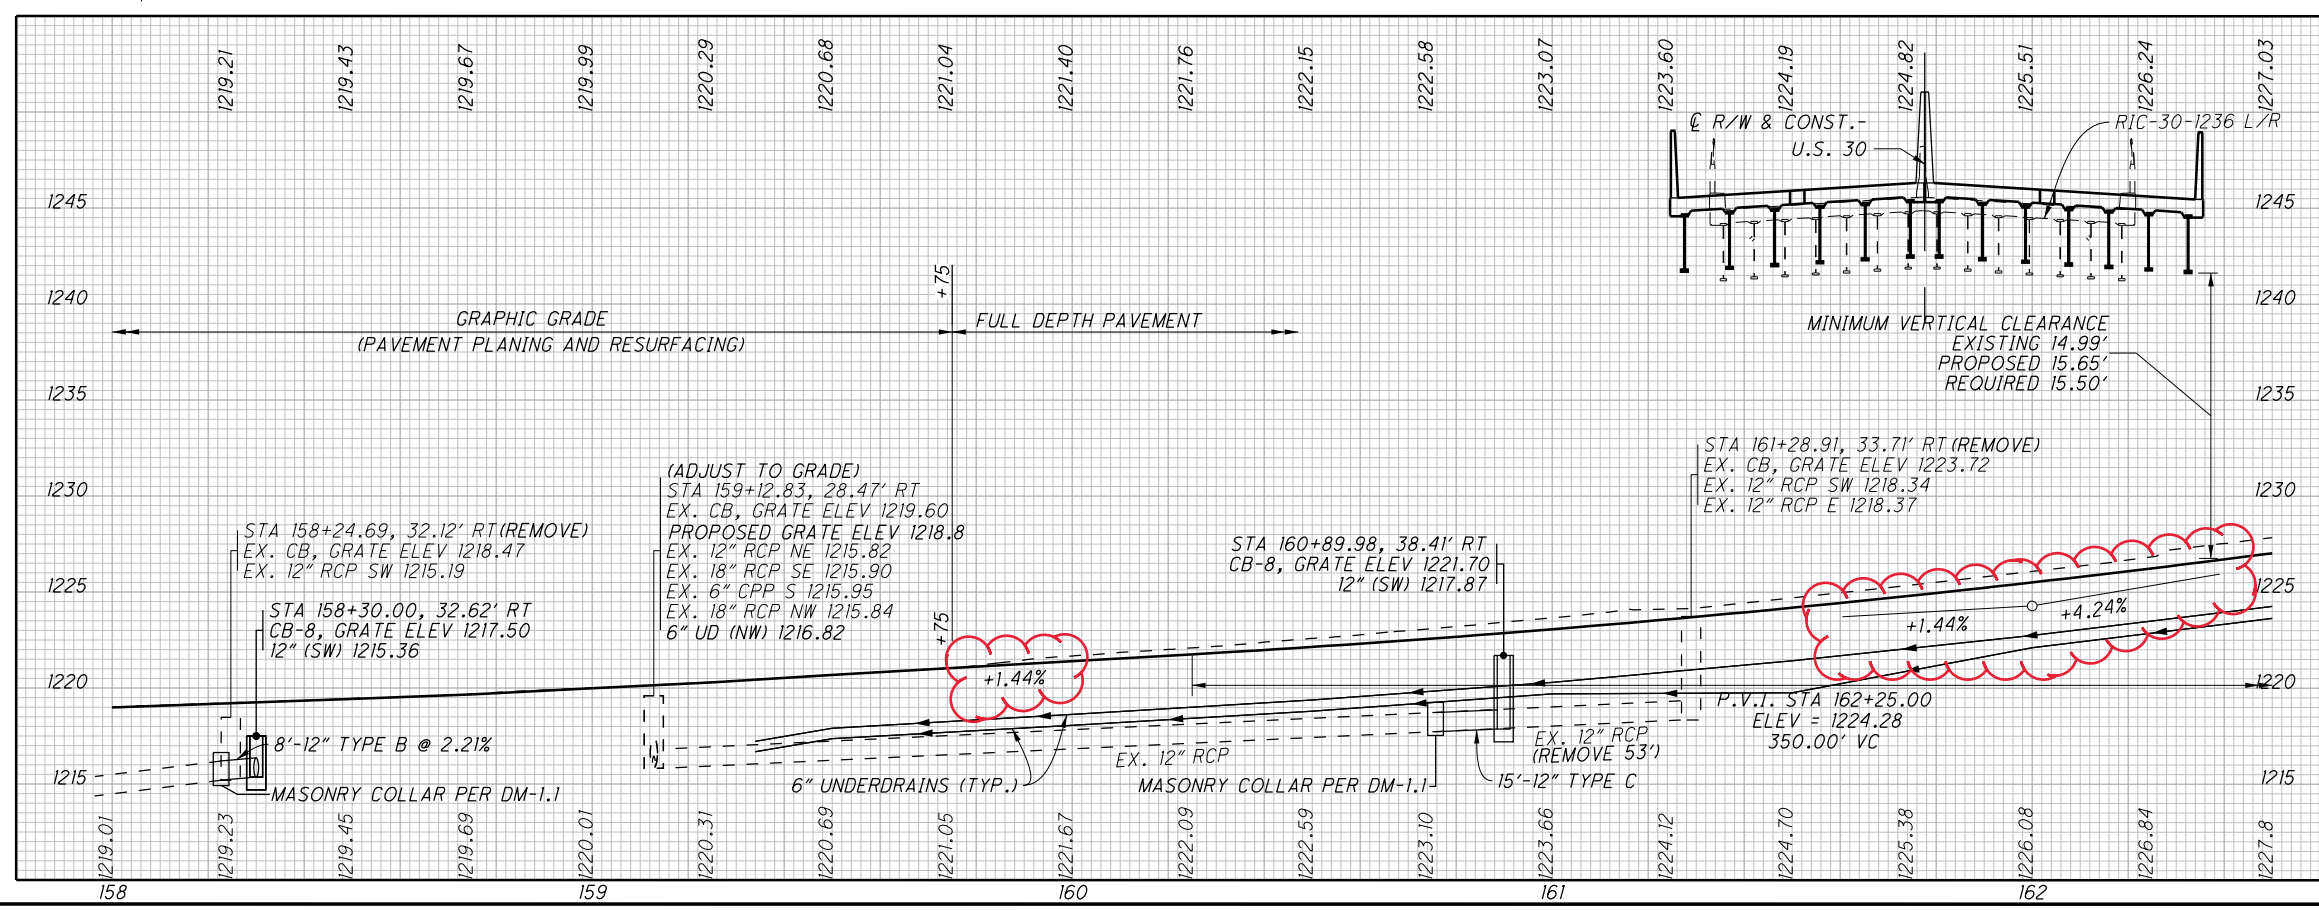 1219.21
1219.43
1219.67
1219.99
1220.29
1220.68
1221.04
1221.40
1221.76
1222.15
1222.58
1223.07
1223.60
1224.19
1224.82
1225.51
1226.24
1227.03
℄ R/W & CONST.-
U.S. 30
RIC-30-1236 L/R
1245
1245
1240
1240
+75
GRAPHIC GRADE
(PAVEMENT PLANING AND RESURFACING)
FULL DEPTH PAVEMENT
MINIMUM VERTICAL CLEARANCE
EXISTING 14.99'
PROPOSED 15.65'
REQUIRED 15.50'
1235
1235
1230
1230
STA 158+24.69, 32.12' RT(REMOVE)
EX. CB, GRATE ELEV 1218.47
EX. 12" RCP SW 1215.19
STA 158+30.00, 32.62' RT
CB-8, GRATE ELEV 1217.50
12" (SW) 1215.36
(ADJUST TO GRADE)
STA 159+12.83, 28.47' RT
EX. CB, GRATE ELEV 1219.60
PROPOSED GRATE ELEV 1218.8
EX. 12" RCP NE 1215.82
EX. 18" RCP SE 1215.90
EX. 6" CPP S 1215.95
EX. 18" RCP NW 1215.84
6" UD (NW) 1216.82
+75
STA 160+89.98, 38.41' RT
CB-8, GRATE ELEV 1221.70
12" (SW) 1217.87
STA 161+28.91, 33.71' RT(REMOVE)
EX. CB, GRATE ELEV 1223.72
EX. 12" RCP SW 1218.34
EX. 12" RCP E 1218.37
1225
1225
+1.44%
+1.44%
+4.24%
1220
1220
P.V.I. STA 162+25.00
ELEV = 1224.28
350.00' VC
8'-12" TYPE B @ 2.21%
MASONRY COLLAR PER DM-1.1
6" UNDERDRAINS (TYP.)
EX. 12" RCP
MASONRY COLLAR PER DM-1.1
EX. 12" RCP
(REMOVE 53')
15'-12" TYPE C
1215
1215
1219.01
1219.23
1219.45
1219.69
1220.01
1220.31
1220.69
1221.05
1221.67
1222.09
1222.59
1223.10
1223.66
1224.12
1224.70
1225.38
1226.08
1226.84
1227.8
158
159
160
161
162